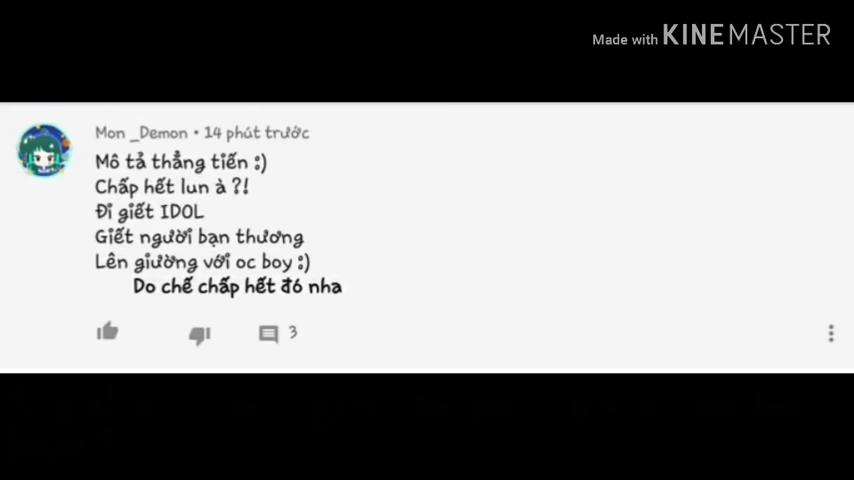 Made with KINEMASTER
Mon _Demon • 14 phút trước
Mô tả thẳng tiến :)
Chấp hết lun à ?!
Đi giết IDOL
Giết người bạn thương
Lên giường với oc boy :)
Do chế chấp hết đó nha
3